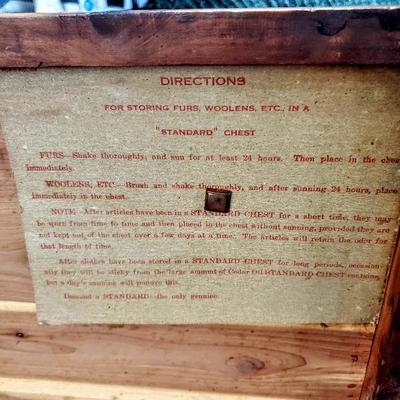 DIRECTIONS
FOR STORING FURS, WOOLENS, ETC., IN A
"STANDARD" CHEST
FURS—Shake thoroughly, and sun for at least 24 hours. Then place in the chest
immediately.
WOOLENS, ETC—Brush and shake thoroughly, and after sunning 24 hours, place
immediately in the chest.
NOTE—After articles have been in a STANDARD CHEST for a short time, they may
be worn from time to time and then placed in the chest without sunning, provided they are
not kept out of the chest over a few days at a time. The articles will retain the odor for
that length of time.
After clothes have been stored in a STANDARD CHEST for long periods, occasion-
ally they will be sticky from the large amount of Cedar Oil STANDARD CHEST contains,
but a day's sunning will remove this.
Demand a STANDARD—the only genuine.